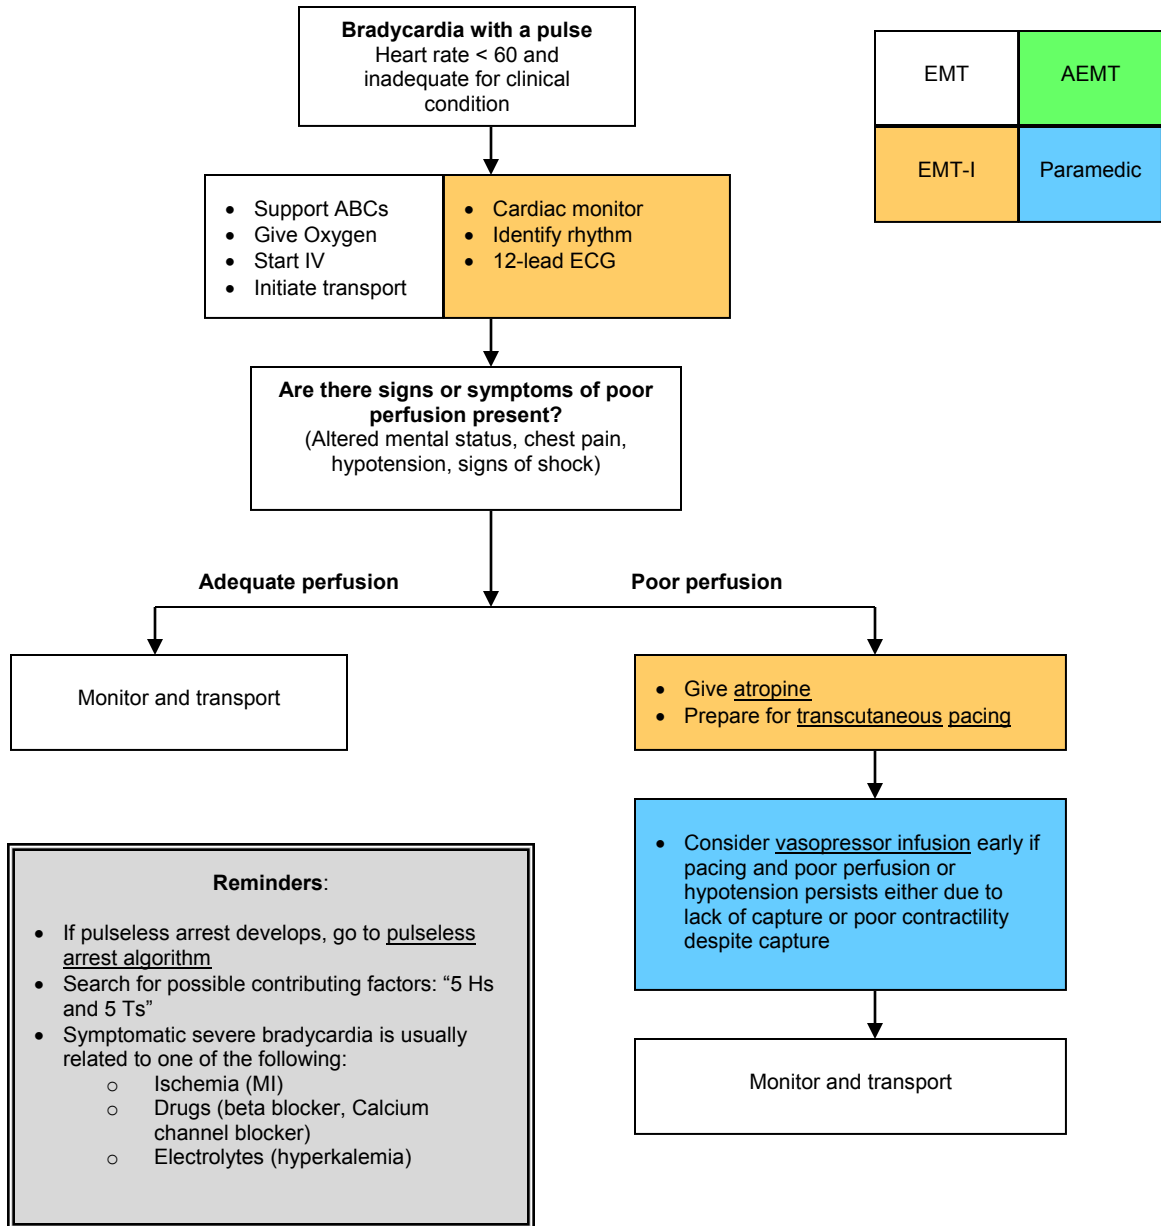 Bradycardia with a pulse
Heart rate < 60 and
inadequate for clinical
condition
EMT
AEMT
EMT-I
Paramedic
• Support ABCs
• Give Oxygen
• Start IV
• Initiate transport
• Cardiac monitor
• Identify rhythm
• 12-lead ECG
Are there signs or symptoms of poor
perfusion present?
(Altered mental status, chest pain,
hypotension, signs of shock)
Adequate perfusion
Poor perfusion
Monitor and transport
• Give atropine
• Prepare for transcutaneous pacing
• Consider vasopressor infusion early if
pacing and poor perfusion or
hypotension persists either due to
lack of capture or poor contractility
despite capture
Monitor and transport
Reminders:
• If pulseless arrest develops, go to pulseless
arrest algorithm
• Search for possible contributing factors: “5 Hs
and 5 Ts”
• Symptomatic severe bradycardia is usually
related to one of the following:
o Ischemia (MI)
o Drugs (beta blocker, Calcium
channel blocker)
o Electrolytes (hyperkalemia)